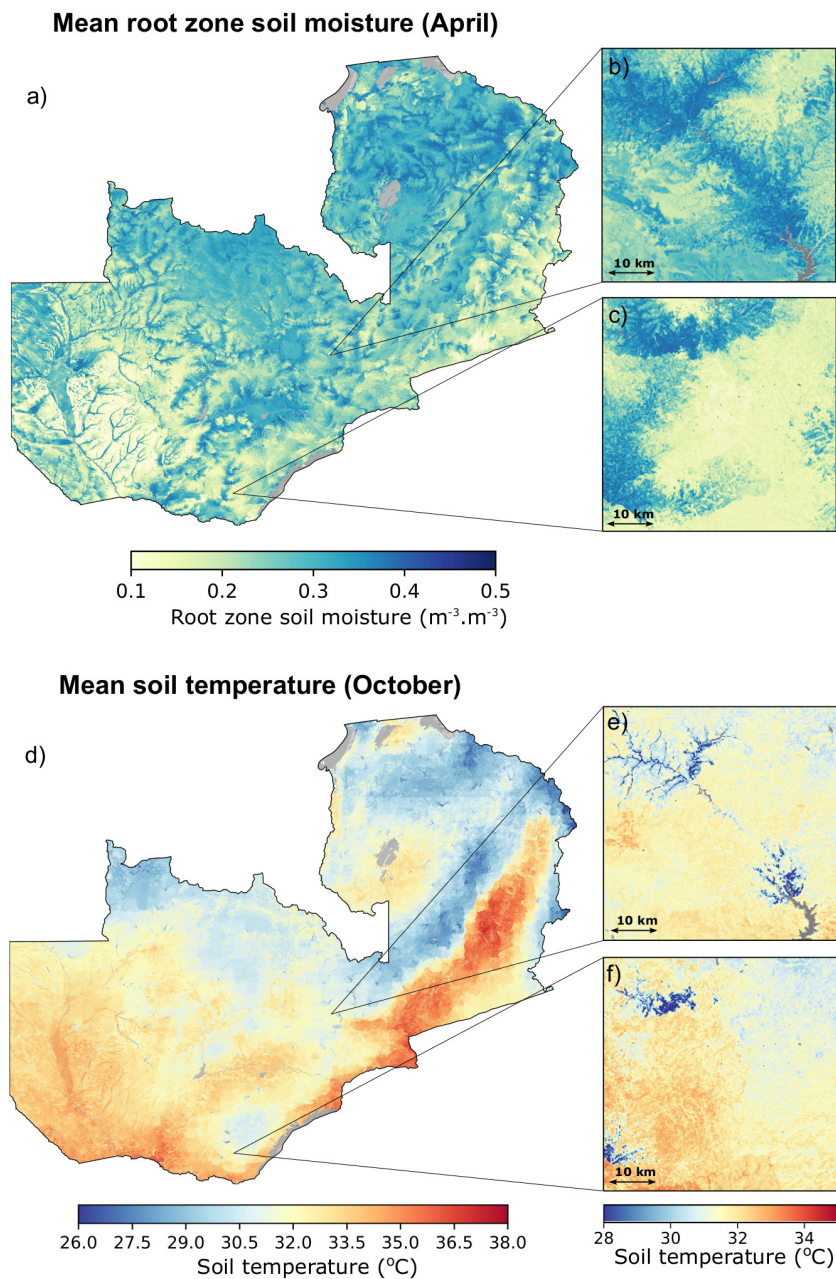 Mean root zone soil moisture (April)
a)
b)
10 km
c)
10 km
0.1 0.2 0.3 0.4 0.5
Root zone soil moisture (m⁻³.m⁻³)
Mean soil temperature (October)
d)
e)
10 km
f)
10 km
26.0 27.5 29.0 30.5 32.0 33.5 35.0 36.5 38.0
Soil temperature (⁰C)
28 30 32 34
Soil temperature (⁰C)